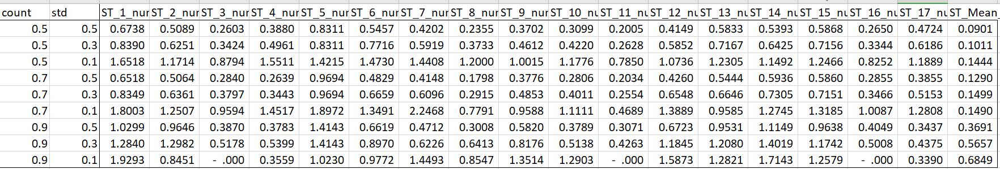 count std ST_1_nur ST_2_nur ST_3_nur ST_4_nur ST_5_nur ST_6_nur ST_7_nur ST_8_nur ST_9_nur ST_10_nu ST_11_nu ST_12_nu ST_13_nu ST_14_nu ST_15_nu ST_16_nu ST_17_nu ST_Mean_
0.5 0.5 0.6738 0.5089 0.2603 0.3880 0.8311 0.5457 0.4202 0.2355 0.3702 0.3099 0.2005 0.4149 0.5833 0.5393 0.5868 0.2650 0.4724 0.0901
0.5 0.3 0.8390 0.6251 0.3424 0.4961 0.8311 0.7716 0.5919 0.3733 0.4612 0.4220 0.2628 0.5852 0.7167 0.6425 0.7156 0.3344 0.6186 0.1011
0.5 0.1 1.6518 1.1714 0.8794 1.5511 1.4215 1.4730 1.4408 1.2000 1.0015 1.1776 0.7850 1.0736 1.2305 1.1492 1.2466 0.8252 1.1889 0.1444
0.7 0.5 0.6518 0.5064 0.2840 0.2639 0.9694 0.4829 0.4148 0.1798 0.3776 0.2806 0.2034 0.4260 0.5444 0.5936 0.5860 0.2855 0.3855 0.1290
0.7 0.3 0.8349 0.6361 0.3797 0.3443 0.9694 0.6659 0.6096 0.2915 0.4853 0.4011 0.2554 0.6548 0.6646 0.7305 0.7151 0.3466 0.5153 0.1499
0.7 0.1 1.8003 1.2507 0.9594 1.4517 1.8972 1.3491 2.2468 0.7791 0.9588 1.1111 0.4689 1.3889 0.9585 1.2745 1.3185 1.0087 1.2808 0.1490
0.9 0.5 1.0299 0.9646 0.3870 0.3783 1.4143 0.6619 0.4712 0.3008 0.5820 0.3789 0.3071 0.6723 0.9531 1.1149 0.9638 0.4049 0.3437 0.3691
0.9 0.3 1.2840 1.2982 0.5178 0.5399 1.4143 0.8970 0.6226 0.6413 0.8176 0.5138 0.4263 1.1845 1.2080 1.4019 1.1742 0.5008 0.4375 0.5657
0.9 0.1 1.9293 0.8451 - .000 0.3559 1.0230 0.9772 1.4493 0.8547 1.3514 1.2903 - .000 1.5873 1.2821 1.7143 1.2579 - .000 0.3390 0.6849